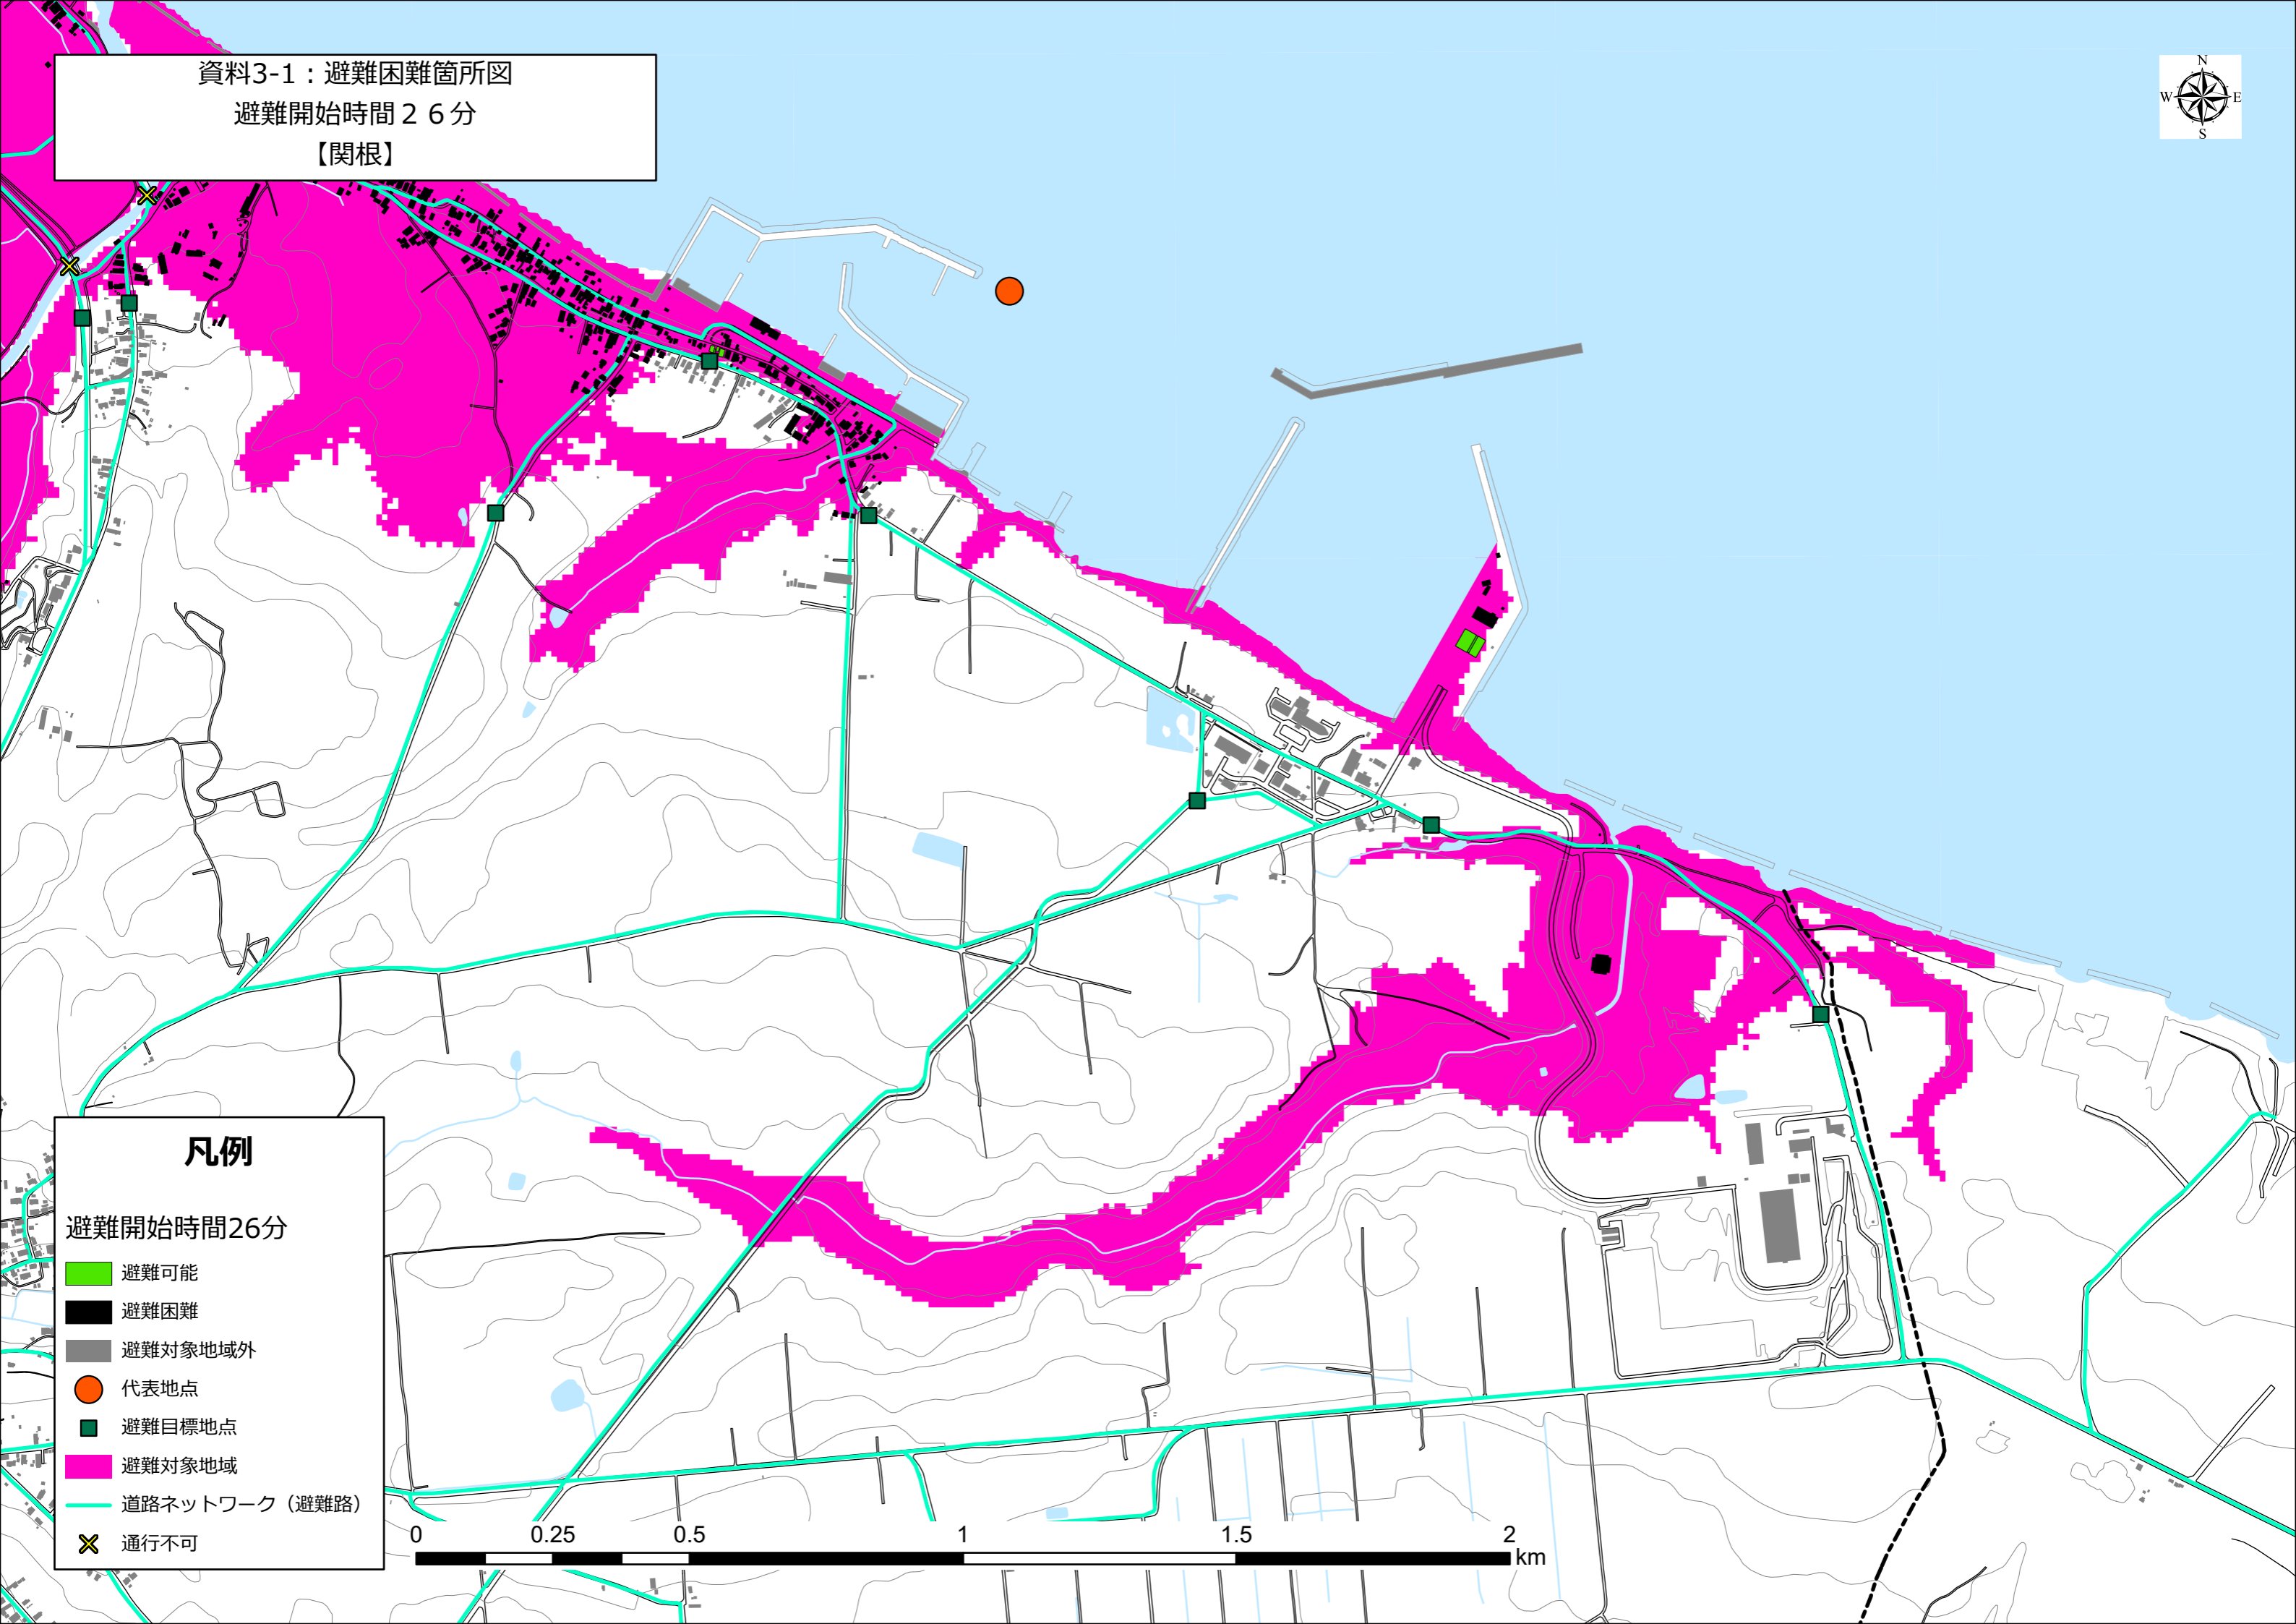 資料3-1：避難困難箇所図
避難開始時間２６分
【関根】
N
W E
S
凡例
避難開始時間26分
避難可能
避難困難
避難対象地域外
代表地点
避難目標地点
避難対象地域
道路ネットワーク（避難路）
通行不可
0 0.25 0.5 1 1.5 2
km